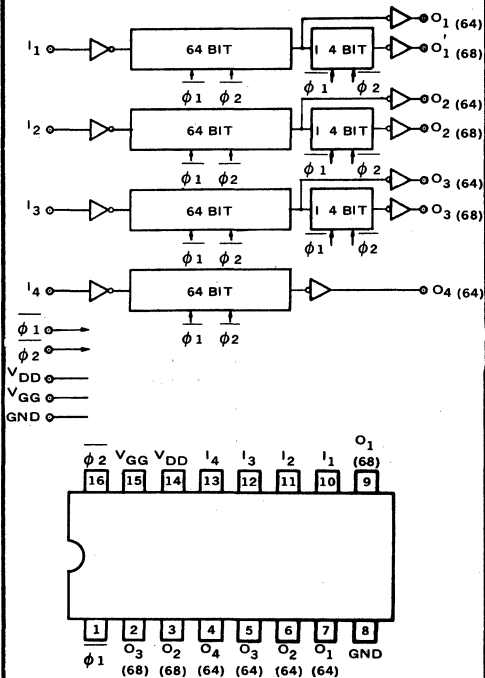 O1 (64)
I1 64 BIT 4 BIT O1' (68)
φ1 φ2 φ1 φ2
O2 (64)
I2 64 BIT 4 BIT O2 (68)
φ1 φ2 φ1 φ2
O3 (64)
I3 64 BIT 4 BIT O3 (68)
φ1 φ2 φ1 φ2
I4 64 BIT O4 (64)
φ1 φ2
φ1
φ2
VDD
VGG
GND
φ2 VGG VDD I4 I3 I2 I1 O1 (68)
16 15 14 13 12 11 10 9
1 2 3 4 5 6 7 8
φ1 O3 O2 O4 O3 O2 O1 GND
(68) (68) (64) (64) (64) (64)